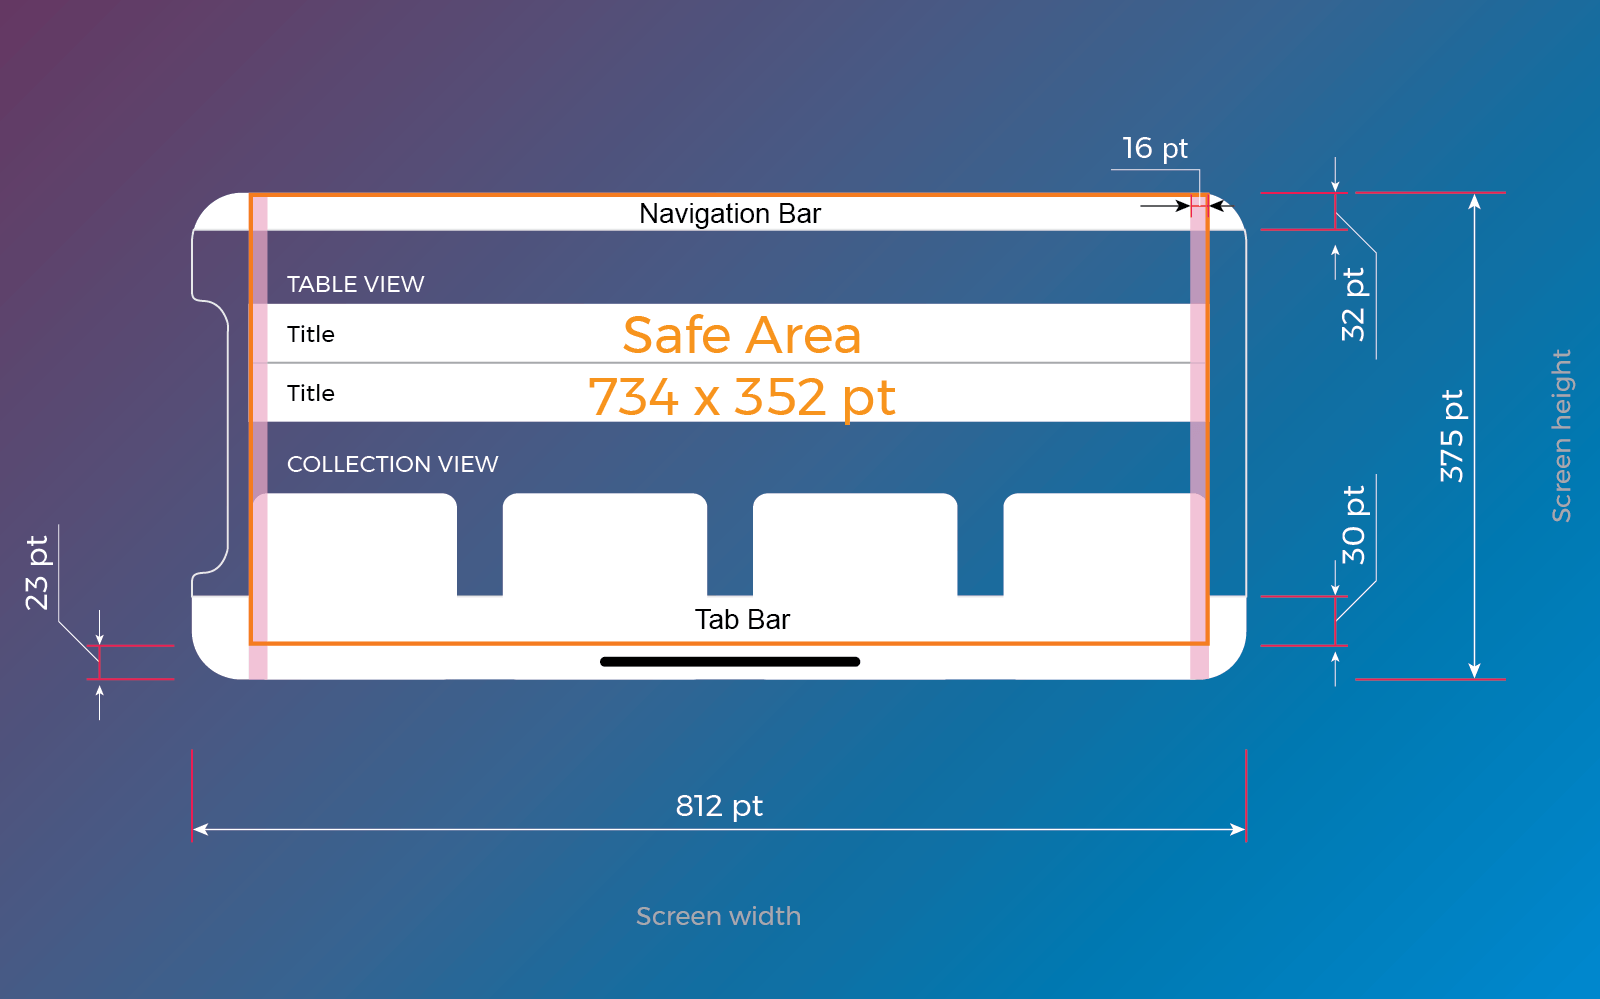 16 pt
Navigation Bar
TABLE VIEW
Title
Safe Area
Title
734 x 352 pt
COLLECTION VIEW
Tab Bar
32 pt
375 pt
Screen height
30 pt
23 pt
812 pt
Screen width